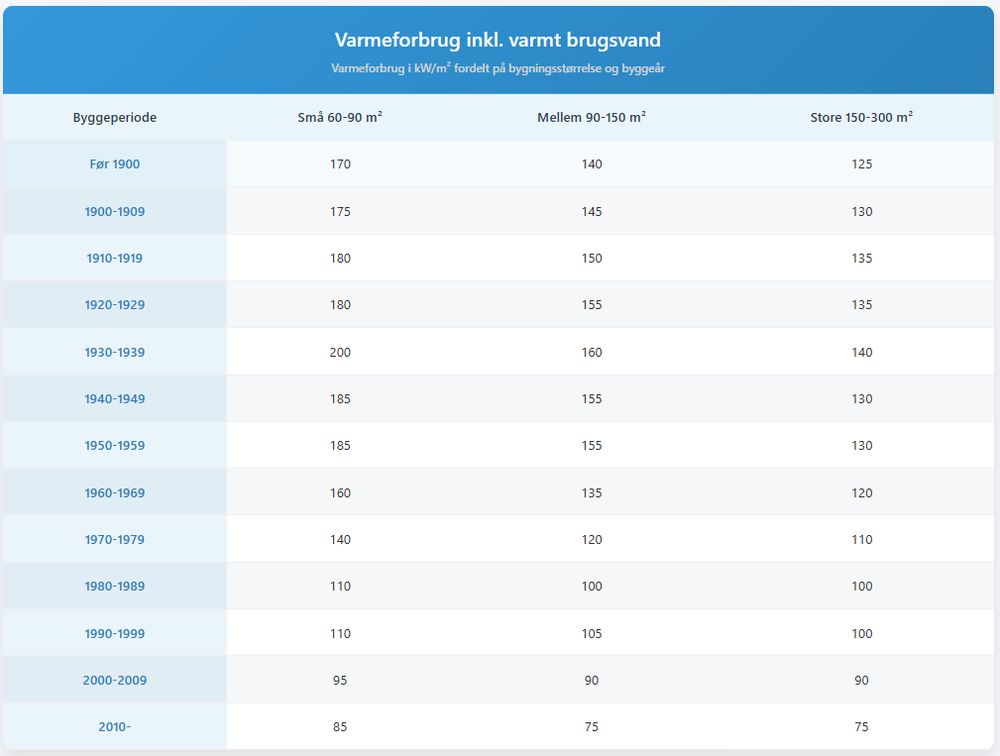 Varmeforbrug inkl. varmt brugsvand
Varmeforbrug i kW/m² fordelt på bygningsstørrelse og byggeår
Byggeperiode Små 60-90 m² Mellem 90-150 m² Store 150-300 m²
Før 1900 170 140 125
1900-1909 175 145 130
1910-1919 180 150 135
1920-1929 180 155 135
1930-1939 200 160 140
1940-1949 185 155 130
1950-1959 185 155 130
1960-1969 160 135 120
1970-1979 140 120 110
1980-1989 110 100 100
1990-1999 110 105 100
2000-2009 95 90 90
2010- 85 75 75